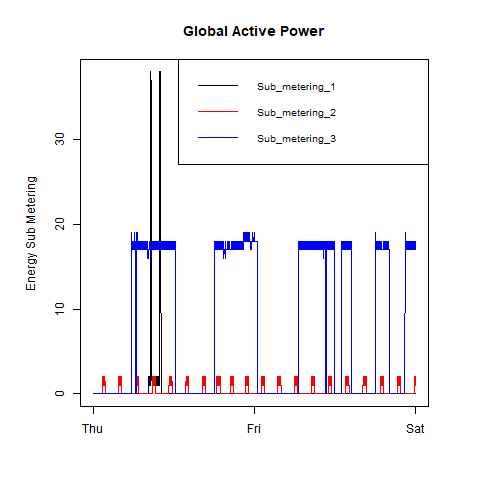 Global Active Power
Sub_metering_1
Sub_metering_2
Sub_metering_3
Energy Sub Metering
30
20
10
0
Thu
Fri
Sat